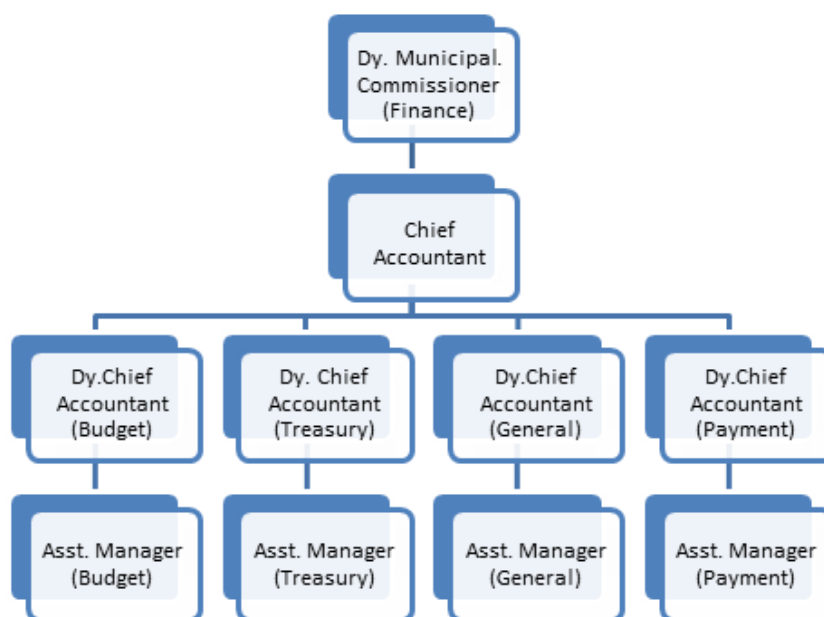 Dy. Municipal.
Commissioner
(Finance)
Chief
Accountant
Dy.Chief
Accountant
(Budget)
Dy. Chief
Accountant
(Treasury)
Dy.Chief
Accountant
(General)
Dy.Chief
Accountant
(Payment)
Asst. Manager
(Budget)
Asst. Manager
(Treasury)
Asst. Manager
(General)
Asst. Manager
(Payment)